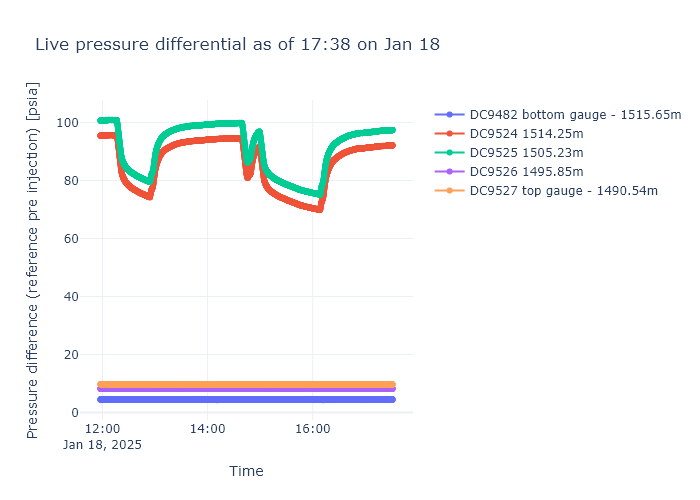 Live pressure differential as of 17:38 on Jan 18
Pressure difference (reference pre injection) [psia]
100
80
60
40
20
0
12:00
Jan 18, 2025
14:00
16:00
Time
DC9482 bottom gauge - 1515.65m
DC9524 1514.25m
DC9525 1505.23m
DC9526 1495.85m
DC9527 top gauge - 1490.54m